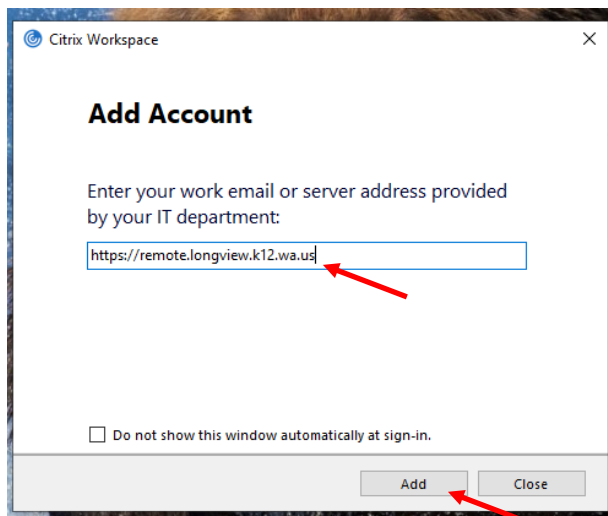 Citrix Workspace
Add Account
Enter your work email or server address provided
by your IT department:
https://remote.longview.k12.wa.us
Do not show this window automatically at sign-in.
Add
Close